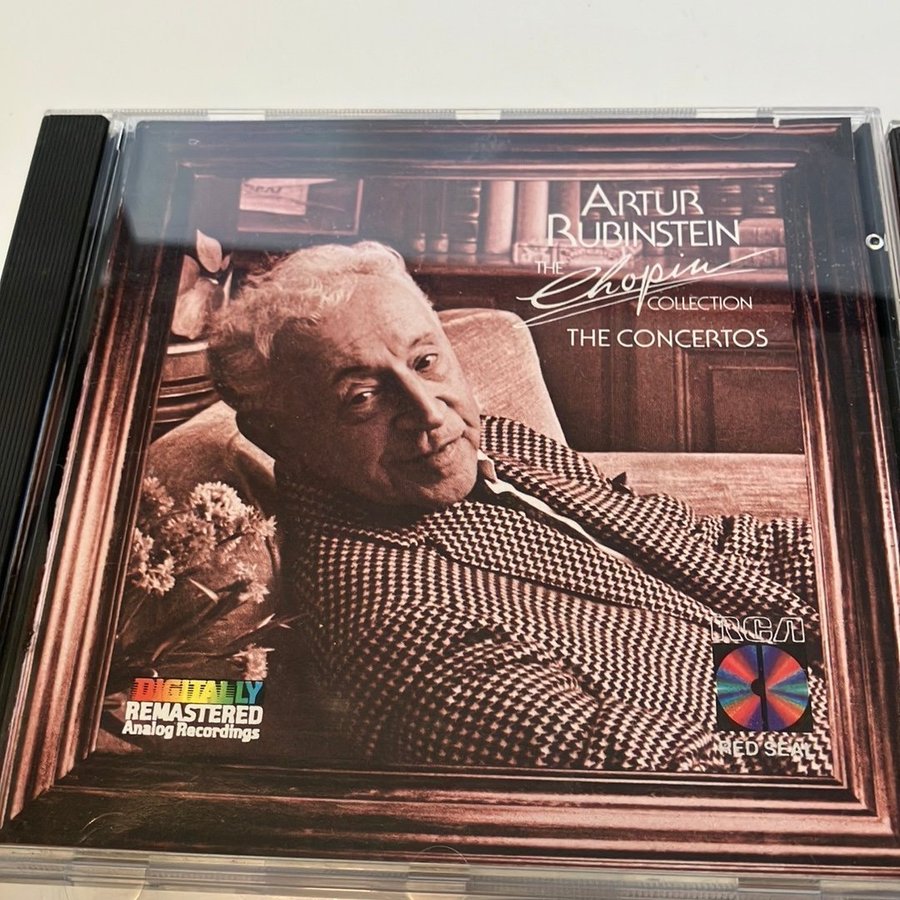 ARTUR
RUBINSTEIN
THE Chopin COLLECTION
THE CONCERTOS
DIGITALLY
REMASTERED
Analog Recordings
RCA
RED SEAL